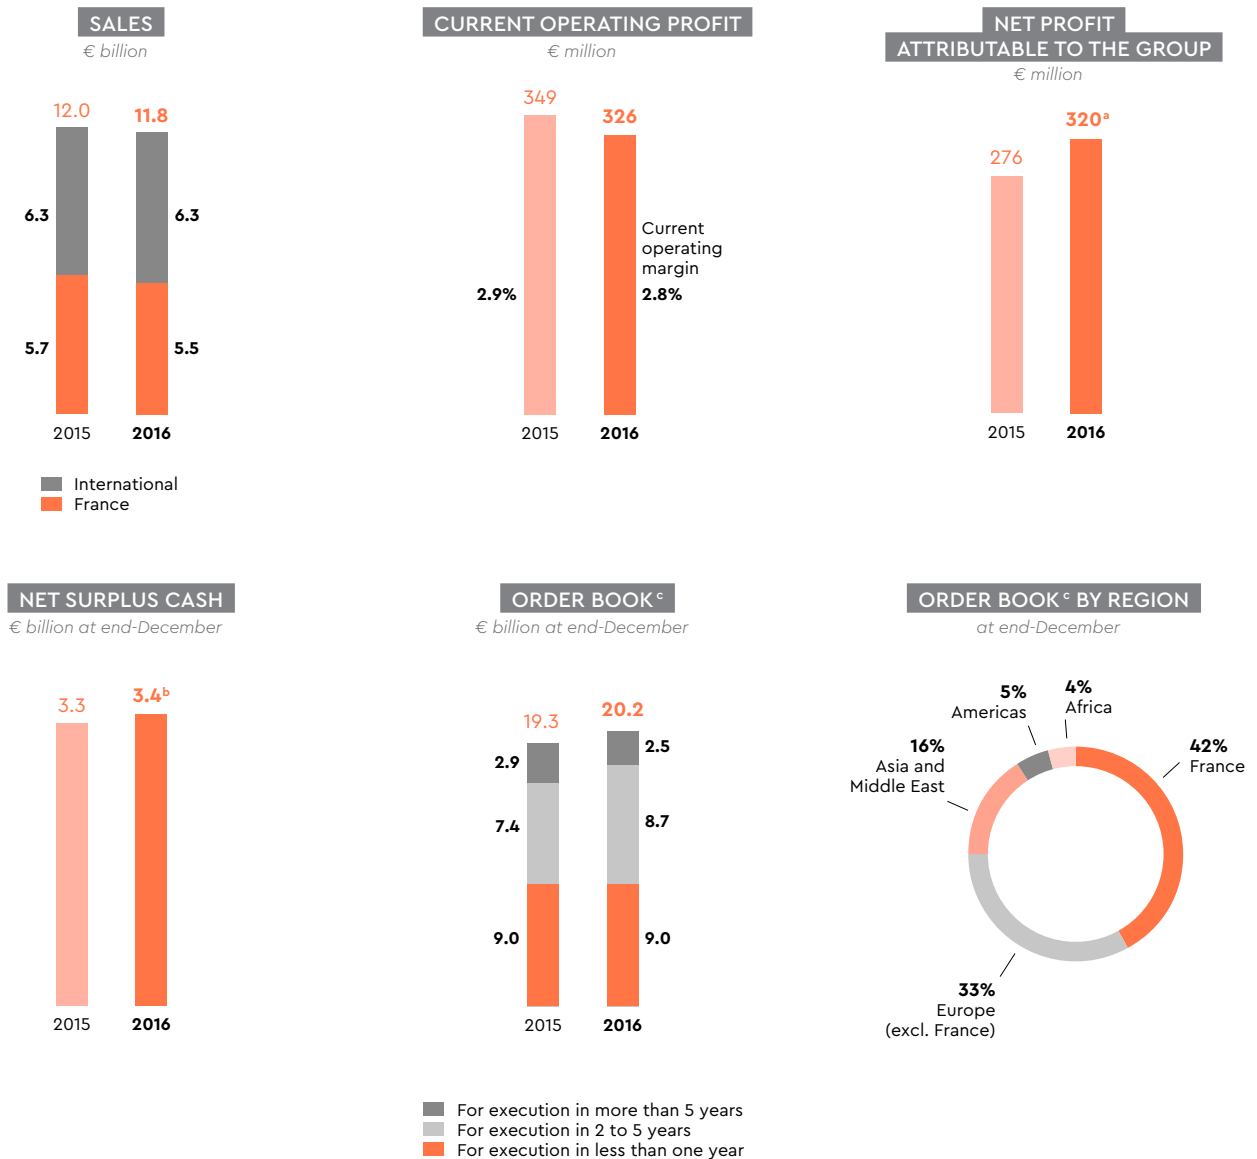 SALES
€ billion
12.0
11.8
6.3
6.3
5.7
5.5
2015
2016
International
France
CURRENT OPERATING PROFIT
€ million
349
326
Current
operating
margin
2.9%
2.8%
2015
2016
NET PROFIT
ATTRIBUTABLE TO THE GROUP
€ million
276
320ᵃ
2015
2016
NET SURPLUS CASH
€ billion at end-December
3.3
3.4ᵇ
2015
2016
ORDER BOOK ᶜ
€ billion at end-December
19.3
20.2
2.9
2.5
7.4
8.7
9.0
9.0
2015
2016
For execution in more than 5 years
For execution in 2 to 5 years
For execution in less than one year
ORDER BOOK ᶜ BY REGION
at end-December
5%
Americas
4%
Africa
16%
Asia and
Middle East
42%
France
33%
Europe
(excl. France)